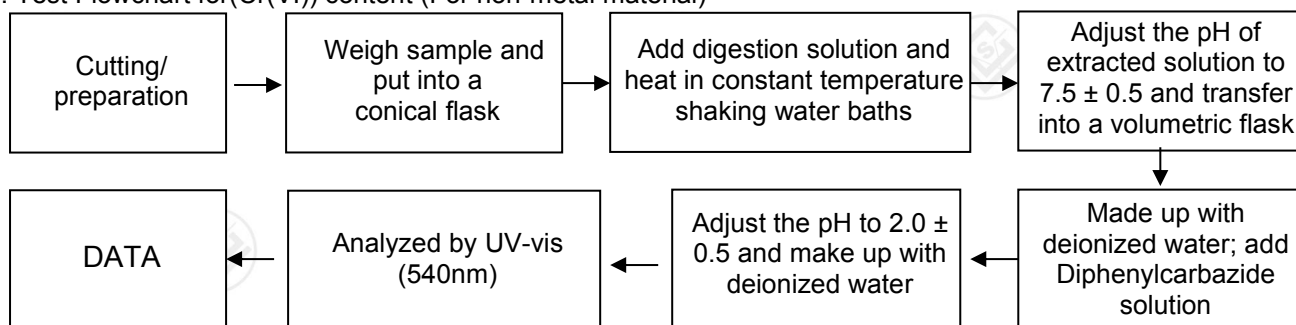 . Test Flowchart for(Cr(VI)) content (For non-metal material)
Cutting/
preparation
Weigh sample and
put into a
conical flask
Add digestion solution and
heat in constant temperature
shaking water baths
Adjust the pH of
extracted solution to
7.5 ± 0.5 and transfer
into a volumetric flask
Made up with
deionized water; add
Diphenylcarbazide
solution
Adjust the pH to 2.0 ±
0.5 and make up with
deionized water
Analyzed by UV-vis
(540nm)
DATA